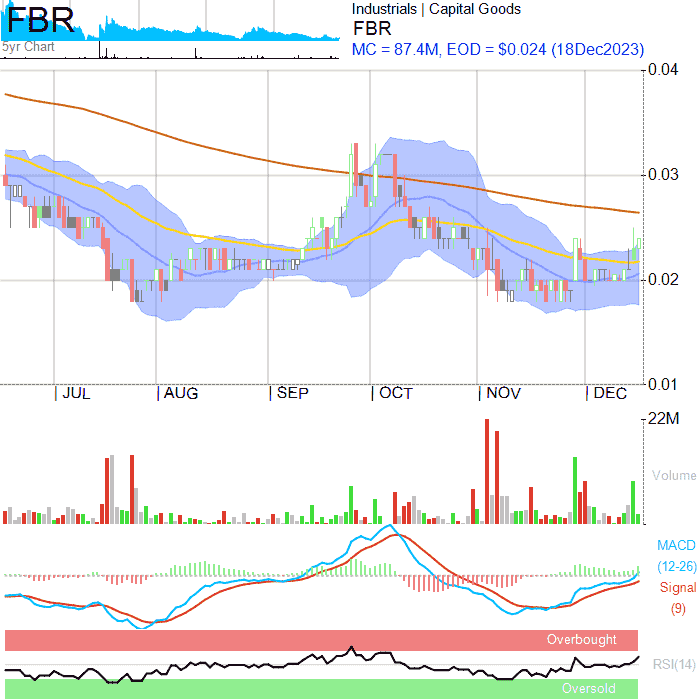 FBR
5yr Chart
Industrials | Capital Goods
FBR
MC = 87.4M, EOD = $0.024 (18Dec2023)
0.04
0.03
0.02
0.01
JUL AUG SEP OCT NOV DEC
22M
Volume
MACD
(12-26)
Signal
(9)
Overbought
RSI(14)
Oversold